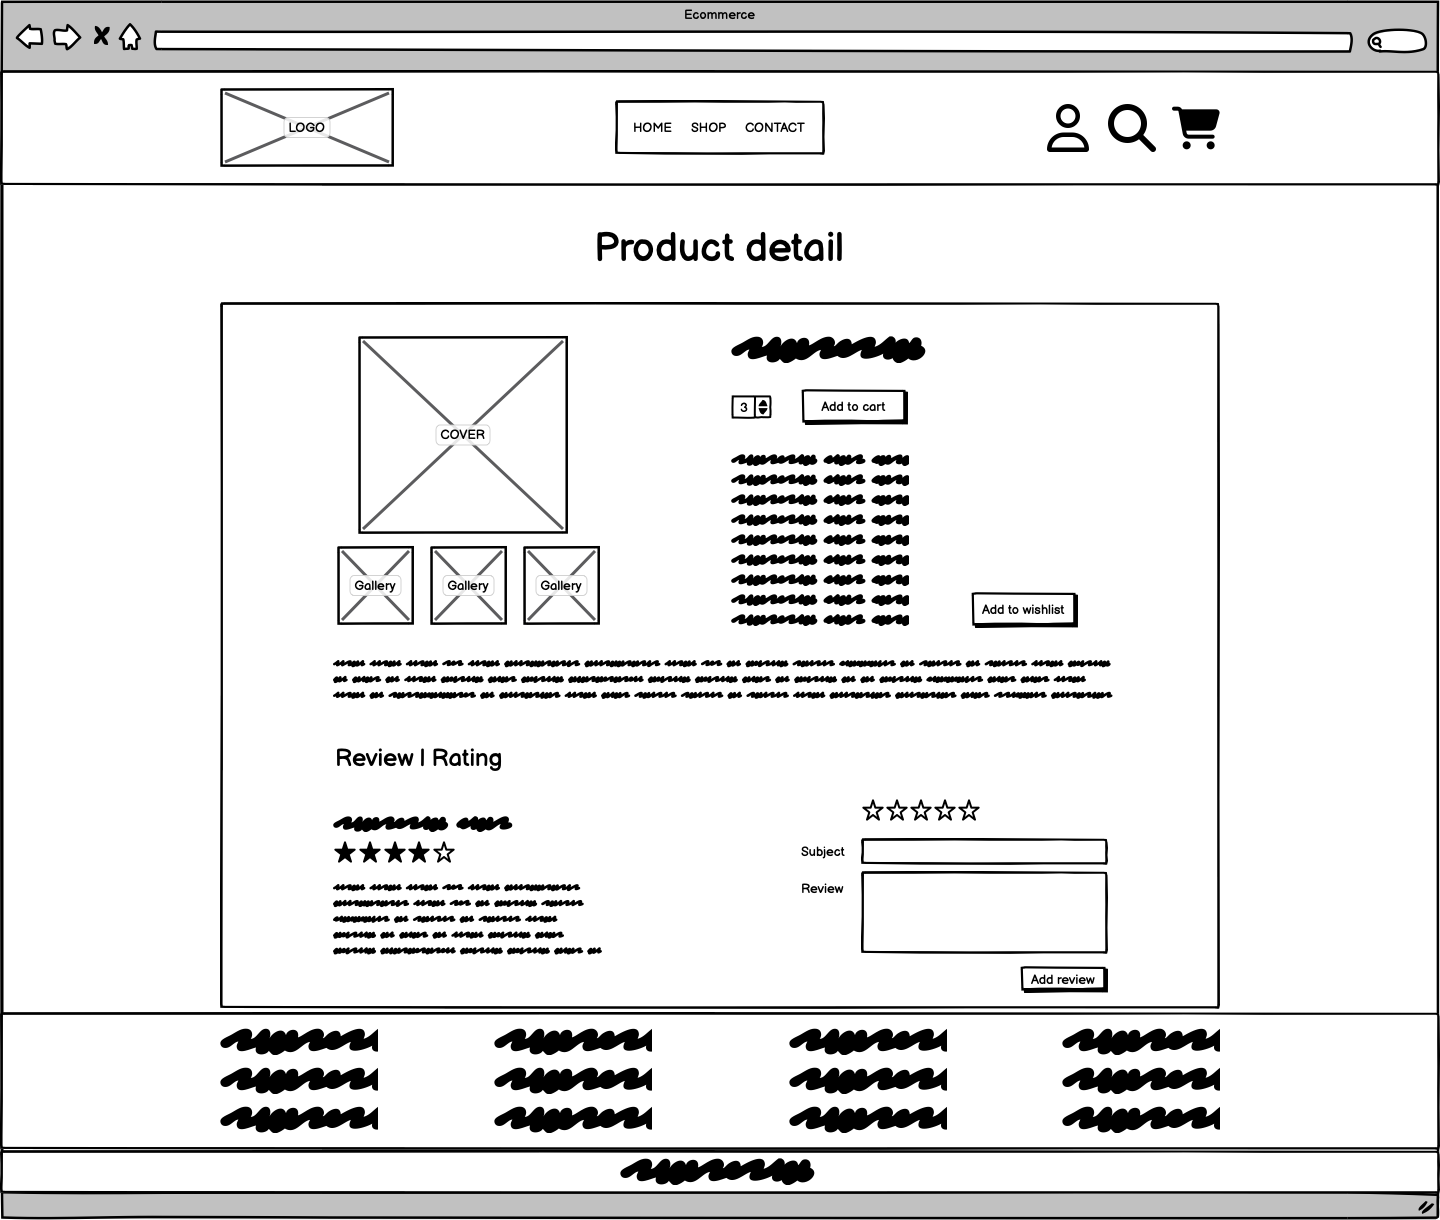 Ecommerce
LOGO
HOME SHOP CONTACT
Product detail
COVER
3
Add to cart
Gallery Gallery Gallery
Add to wishlist
Review | Rating
Subject
Review
Add review